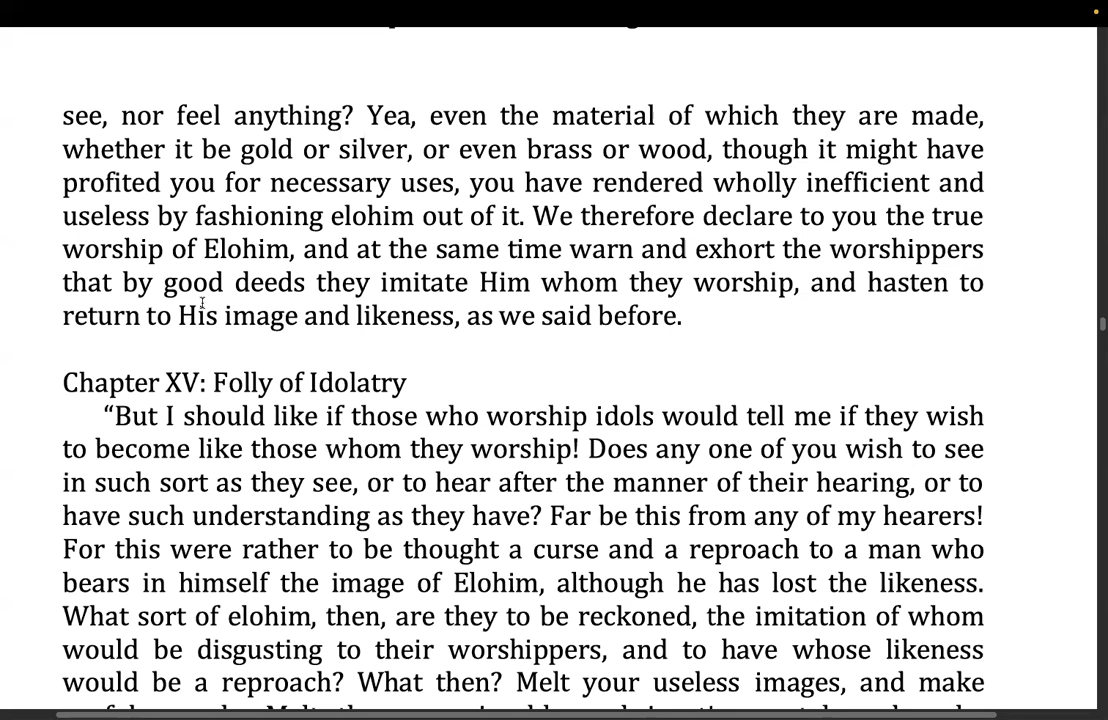 see, nor feel anything? Yea, even the material of which they are made,
whether it be gold or silver, or even brass or wood, though it might have
profited you for necessary uses, you have rendered wholly inefficient and
useless by fashioning elohim out of it. We therefore declare to you the true
worship of Elohim, and at the same time warn and exhort the worshippers
that by good deeds they imitate Him whom they worship, and hasten to
return to His image and likeness, as we said before.
Chapter XV: Folly of Idolatry
“But I should like if those who worship idols would tell me if they wish
to become like those whom they worship! Does any one of you wish to see
in such sort as they see, or to hear after the manner of their hearing, or to
have such understanding as they have? Far be this from any of my hearers!
For this were rather to be thought a curse and a reproach to a man who
bears in himself the image of Elohim, although he has lost the likeness.
What sort of elohim, then, are they to be reckoned, the imitation of whom
would be disgusting to their worshippers, and to have whose likeness
would be a reproach? What then? Melt your useless images, and make